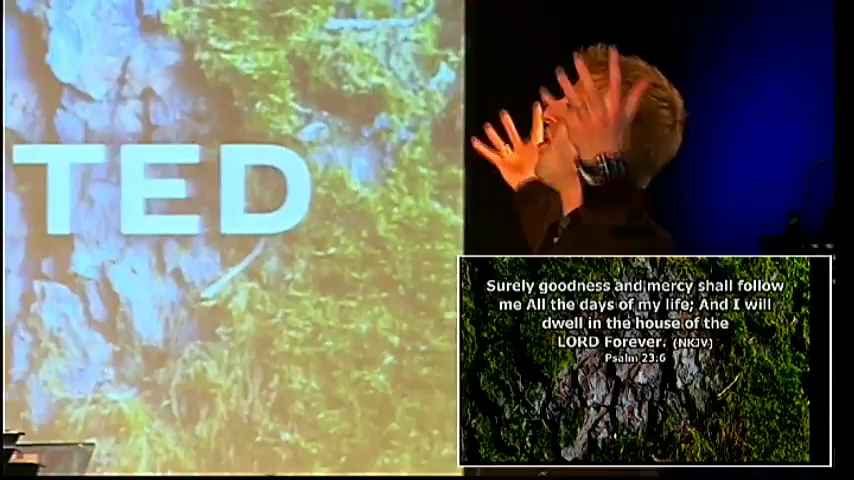 TED
Surely goodness and mercy shall follow
me All the days of my life; And I will
dwell in the house of the
LORD Forever. (NKJV)
Psalm 23:6